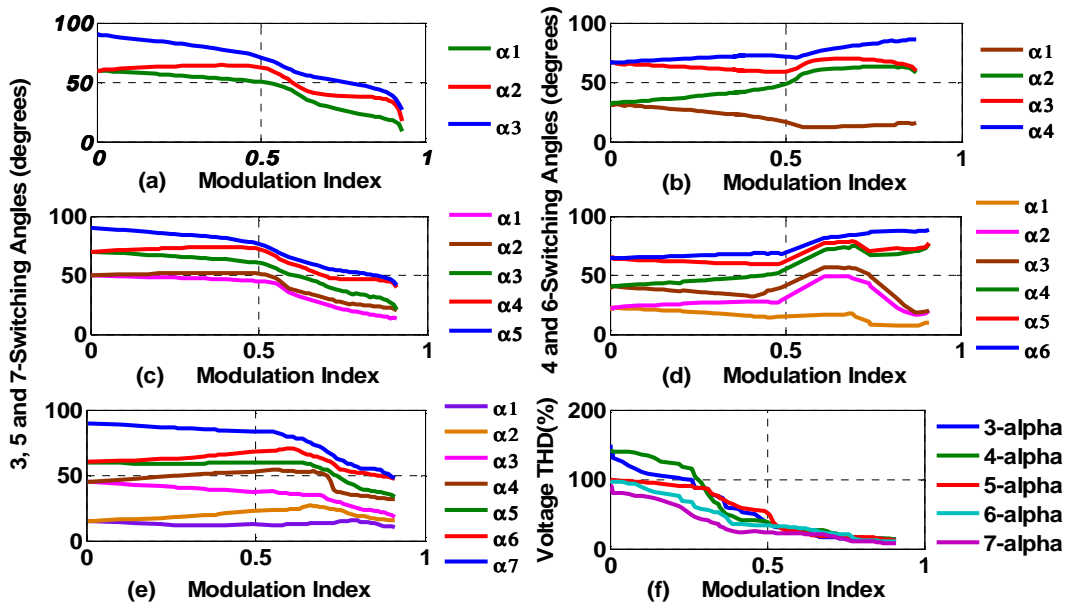 3, 5 and 7-Switching Angles (degrees)
100
50
0
0
0.5
1
(a) Modulation Index
α1
α2
α3
4 and 6-Switching Angles (degrees)
100
50
0
0
0.5
1
(b) Modulation Index
α1
α2
α3
α4
100
50
0
0
0.5
1
(c) Modulation Index
α1
α2
α3
α4
α5
100
50
0
0
0.5
1
(d) Modulation Index
α1
α2
α3
α4
α5
α6
100
50
0
0
0.5
1
(e) Modulation Index
α1
α2
α3
α4
α5
α6
α7
Voltage THD(%)
200
100
0
0
0.5
1
(f) Modulation Index
3-alpha
4-alpha
5-alpha
6-alpha
7-alpha